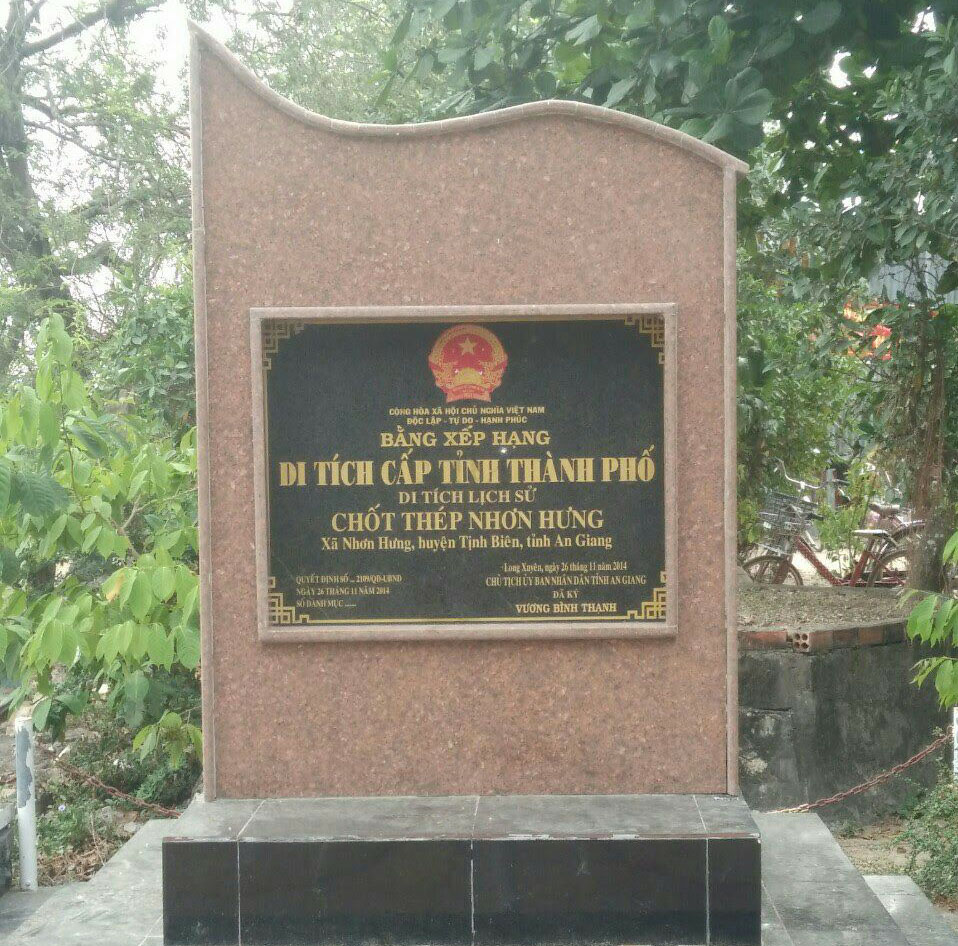 CỘNG HÒA XÃ HỘI CHỦ NGHĨA VIỆT NAM
ĐỘC LẬP - TỰ DO - HẠNH PHÚC
BẰNG XẾP HẠNG
DI TÍCH CẤP TỈNH THÀNH PHỐ
DI TÍCH LỊCH SỬ
CHỐT THÉP NHƠN HƯNG
Xã Nhơn Hưng, huyện Tịnh Biên, tỉnh An Giang
Long Xuyên, ngày 26 tháng 11 năm 2014
QUYẾT ĐỊNH SỐ ... 2109/QĐ-UBND
CHỦ TỊCH ỦY BAN NHÂN DÂN TỈNH AN GIANG
NGÀY 26 THÁNG 11 NĂM 2014
ĐÃ KÝ
SỐ DANH MỤC ......
VƯƠNG BÌNH THẠNH